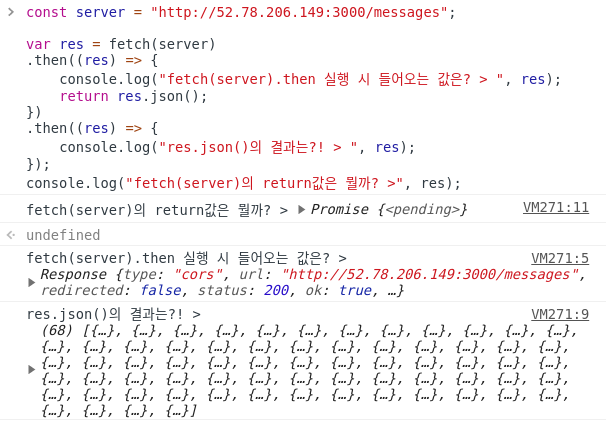 > const server = "http://52.78.206.149:3000/messages";
var res = fetch(server)
.then((res) => {
    console.log("fetch(server).then 실행 시 들어오는 값은? > ", res);
    return res.json();
})
.then((res) => {
    console.log("res.json()의 결과는?! > ", res);
});
console.log("fetch(server)의 return값은 뭘까? >", res);
fetch(server)의 return값은 뭘까? > ▶Promise {<pending>} VM271:11
undefined
fetch(server).then 실행 시 들어오는 값은? > VM271:5
Response {type: "cors", url: "http://52.78.206.149:3000/messages",
▶ redirected: false, status: 200, ok: true, …}
res.json()의 결과는?! > VM271:9
(68) [{…}, {…}, {…}, {…}, {…}, {…}, {…}, {…}, {…}, {…}, {…}, {…},
{…}, {…}, {…}, {…}, {…}, {…}, {…}, {…}, {…}, {…}, {…}, {…}, {…},
▶ {…}, {…}, {…}, {…}, {…}, {…}, {…}, {…}, {…}, {…}, {…}, {…}, {…},
{…}, {…}, {…}, {…}, {…}, {…}, {…}, {…}, {…}, {…}, {…}, {…}, {…},
{…}, {…}, {…}, {…}, {…}, {…}, {…}, {…}, {…}, {…}, {…}, {…}, {…},
{…}, {…}, {…}, {…}]